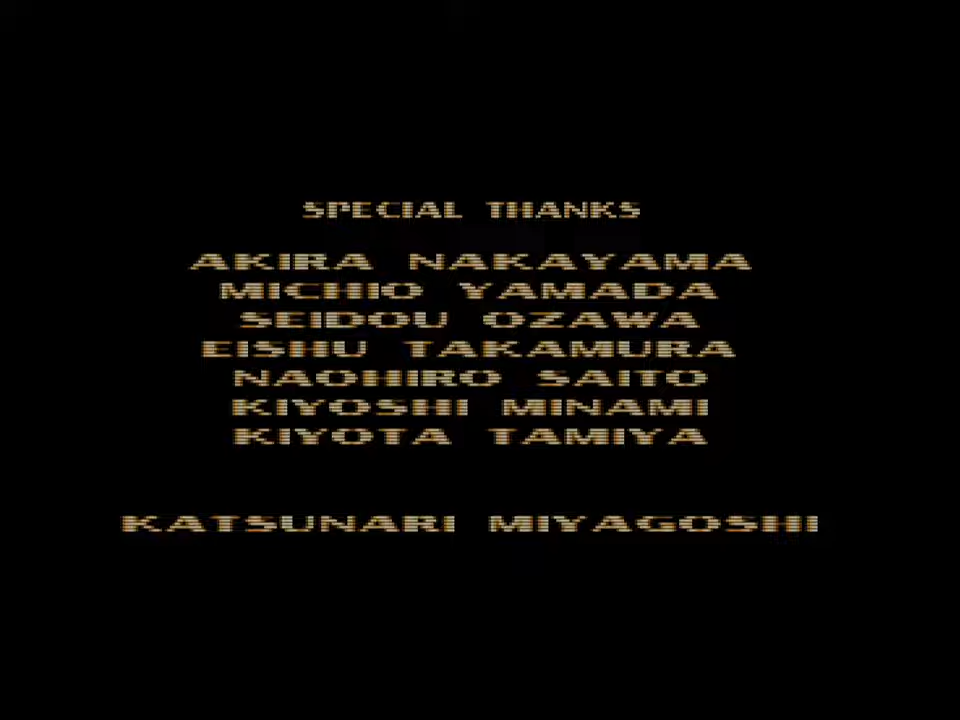 SPECIAL THANKS
AKIRA NAKAYAMA
MICHIO YAMADA
SEIDOU OZAWA
EISHU TAKAMURA
NAOHIRO SAITO
KIYOSHI MINAMI
KIYOTA TAMIYA
KATSUNARI MIYAGOSHI